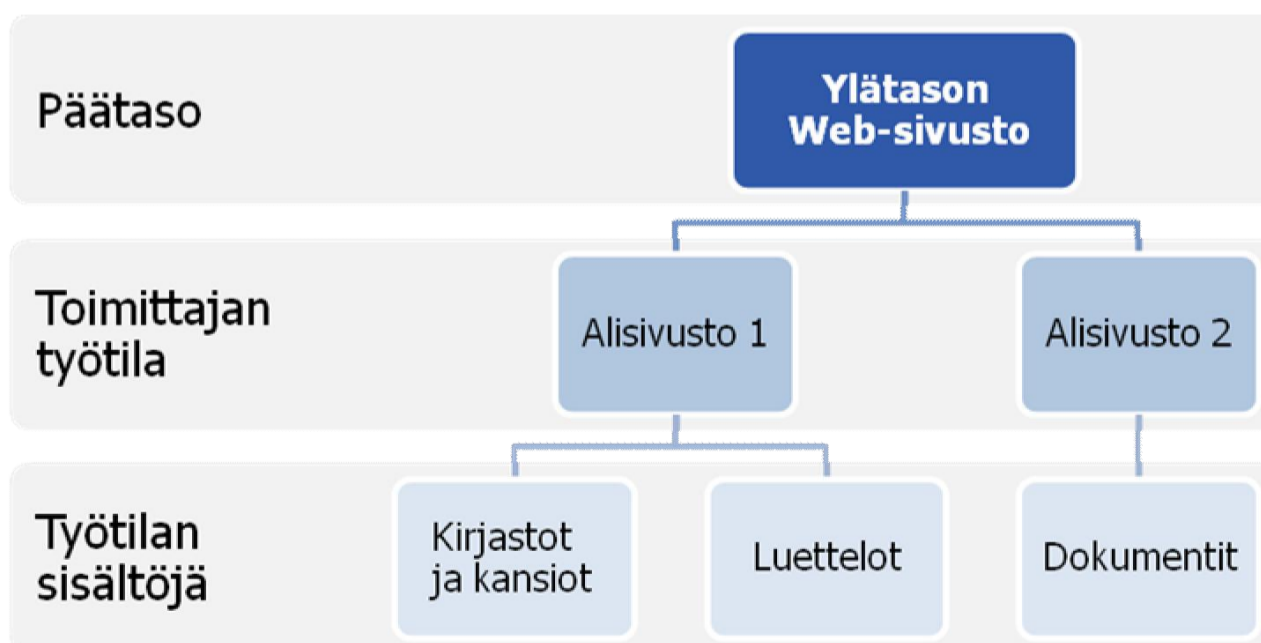 Päätaso
Ylätason
Web-sivusto
Toimittajan
työtila
Alisivusto 1
Alisivusto 2
Työtilan
sisältöjä
Kirjastot
ja kansiot
Luettelot
Dokumentit